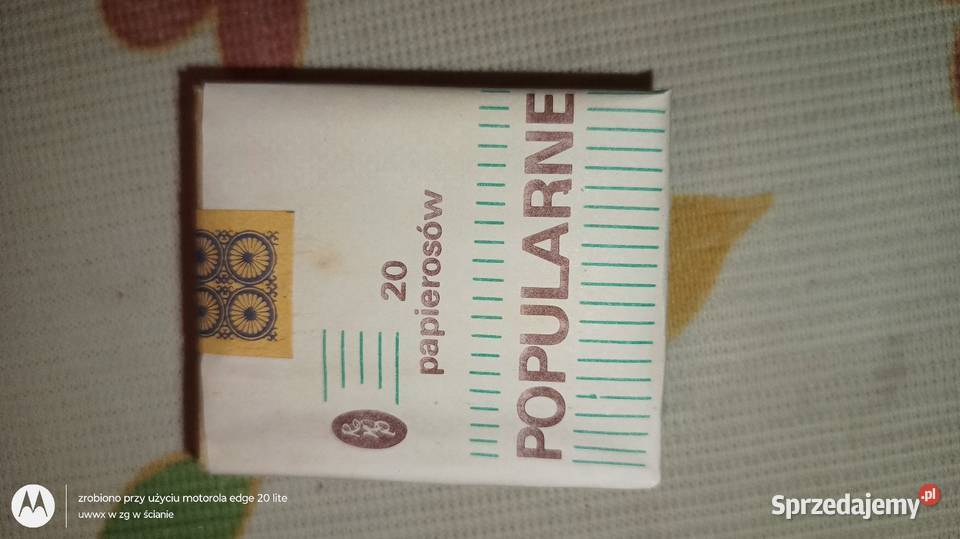 20
papierosów
POPULARNE
zrobiono przy użyciu motorola edge 20 lite
uwwx w zg w ścianie
Sprzedajemy.pl